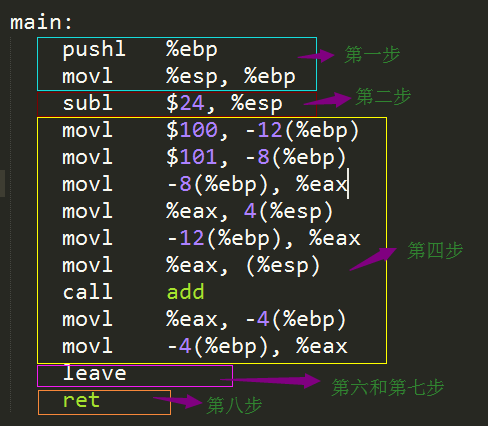 main:
pushl %ebp
movl %esp, %ebp
第一步
subl $24, %esp
第二步
movl $100, -12(%ebp)
movl $101, -8(%ebp)
movl -8(%ebp), %eax
movl %eax, 4(%esp)
movl -12(%ebp), %eax
第四步
movl %eax, (%esp)
call add
movl %eax, -4(%ebp)
movl -4(%ebp), %eax
leave
第六和第七步
ret
第八步